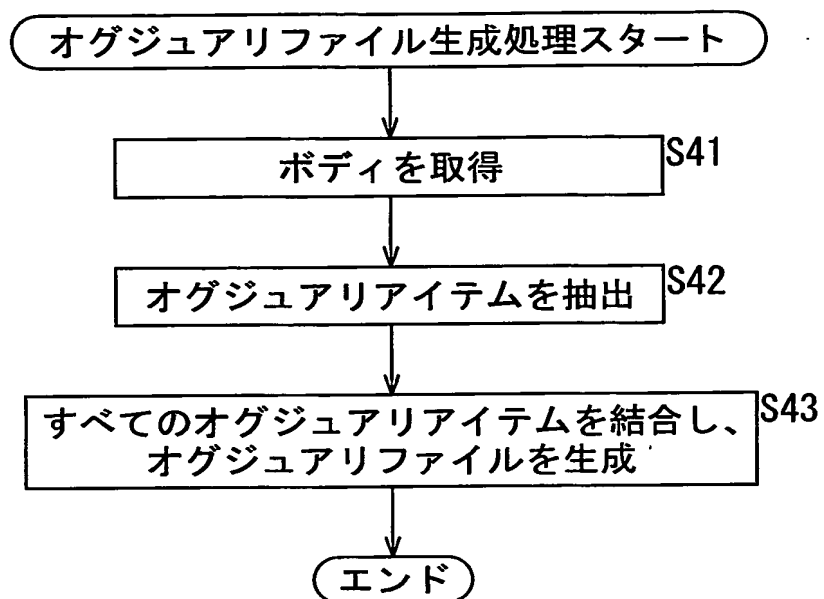 オグジュアリファイル生成処理スタート
ボディを取得
S41
オグジュアリアイテムを抽出
S42
すべてのオグジュアリアイテムを結合し、
オグジュアリファイルを生成
S43
エンド